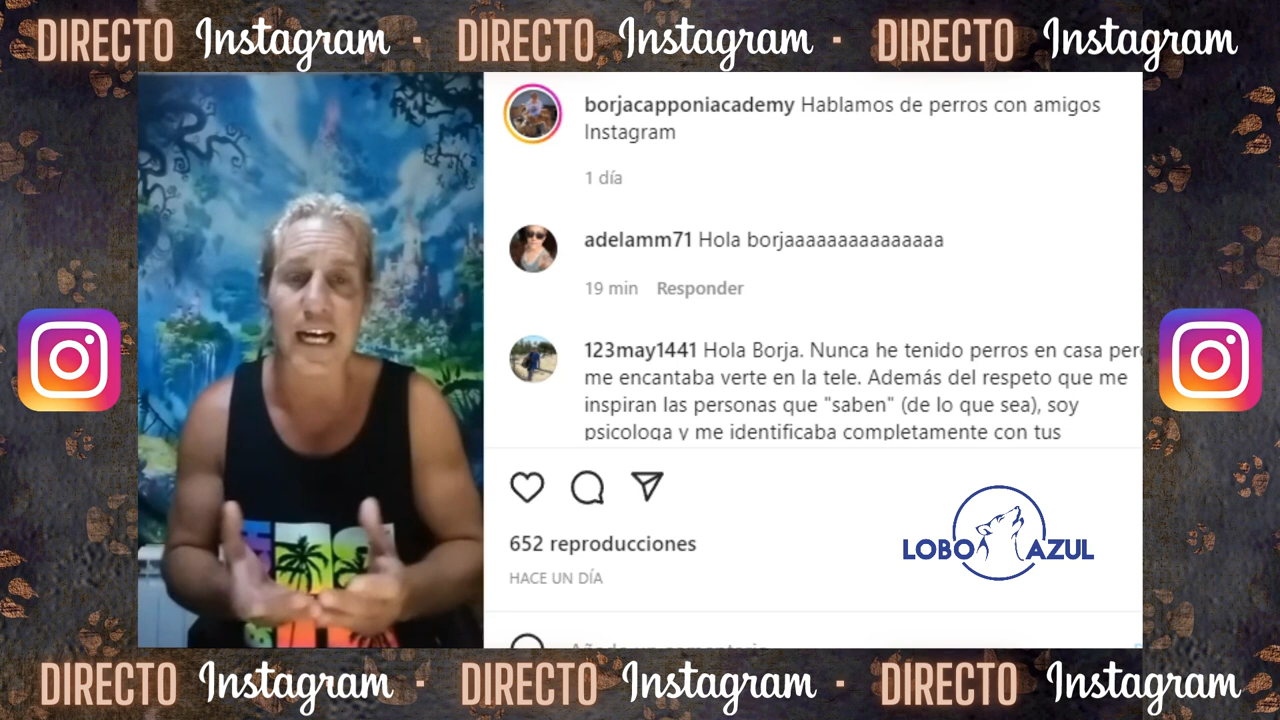 DIRECTO Instagram · DIRECTO Instagram · DIRECTO Instagram
borjacapponiacademy Hablamos de perros con amigos
Instagram
1 día
adelamm71 Hola borjaaaaaaaaaaaaaaa
19 min Responder
123may1441 Hola Borja. Nunca he tenido perros en casa pero
me encantaba verte en la tele. Además del respeto que me
inspiran las personas que "saben" (de lo que sea), soy
psicologa y me identificaba completamente con tus
652 reproducciones
HACE UN DÍA
LOBO AZUL
DIRECTO Instagram · DIRECTO Instagram · DIRECTO Instagram